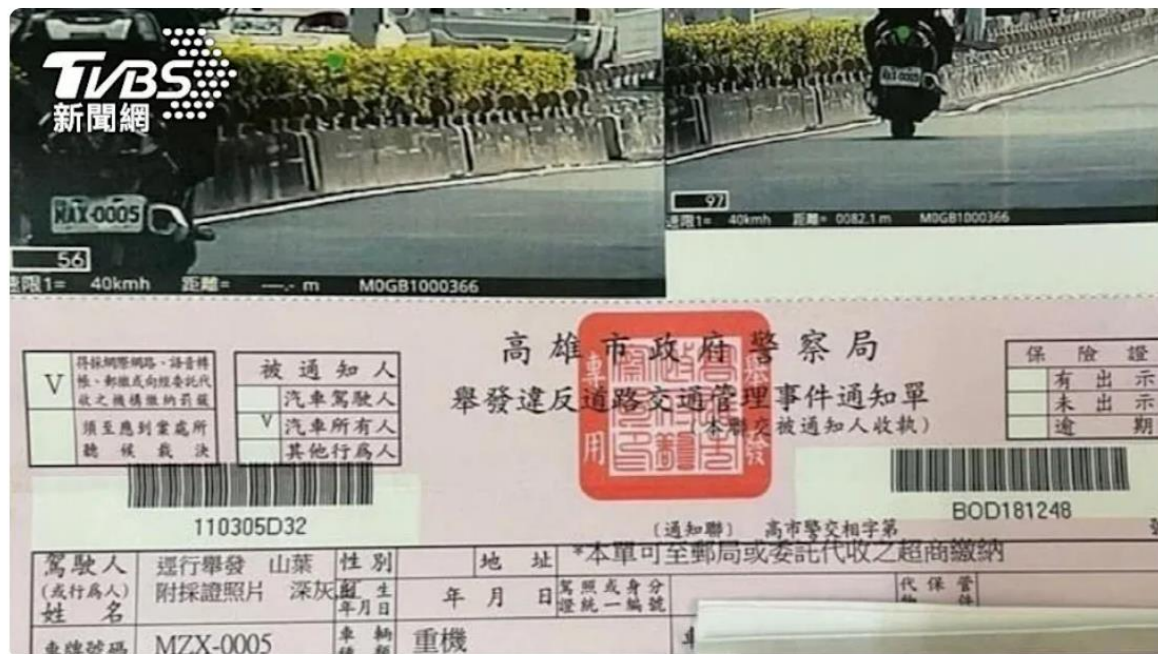 TVBS
新聞網
MAX-0005
56
速限1= 40kmh 距離= ---.- m M0GB1000366
MAX-0005
97
速限1= 40kmh 距離= 0082.1 m M0GB1000366
高雄市政府警察局
舉發違反道路交通管理事件通知單
(本聯交被通知人收執)
V
得採網際網路、語音轉
帳、郵繳或向經委託代
收之機構繳納罰鍰
須至應到案處所
聽候裁決
被通知人
汽車駕駛人
V 汽車所有人
其他行為人
保險證
有出示
未出示
逾期
舉發
專用
110305D32
BOD181248
(通知聯) 高市警交相字第
*本單可至郵局或委託代收之超商繳納
駕駛人
(或行為人)
姓名
逕行舉發 山葉
附採證照片 深灰紅
性別
生
年月日
年 月 日
地址
駕照或身分
證統一編號
代保管
物件
車牌號碼
MZX-0005
車輛
種類
重機